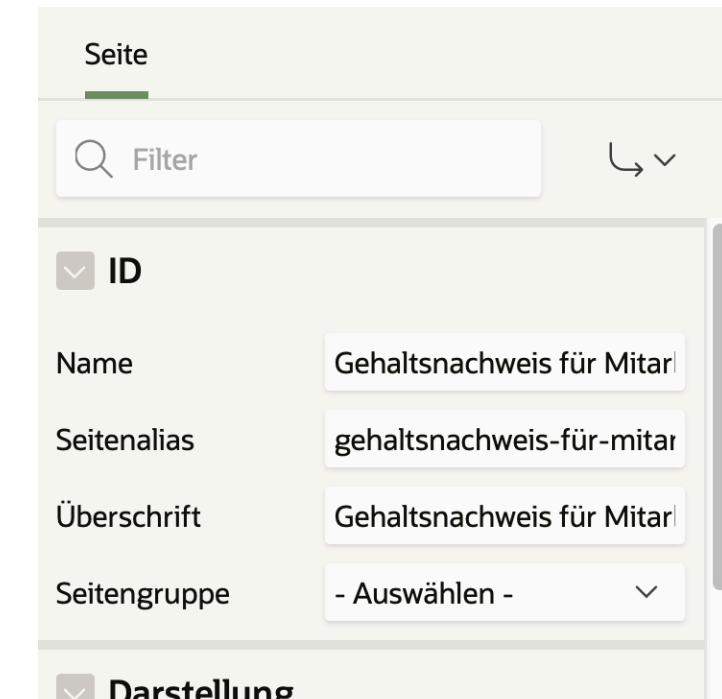 Seite
Filter
ID
Name Gehaltsnachweis für Mitar
Seitenalias gehaltsnachweis-für-mitar
Überschrift Gehaltsnachweis für Mitar
Seitengruppe - Auswählen -
Darstellung